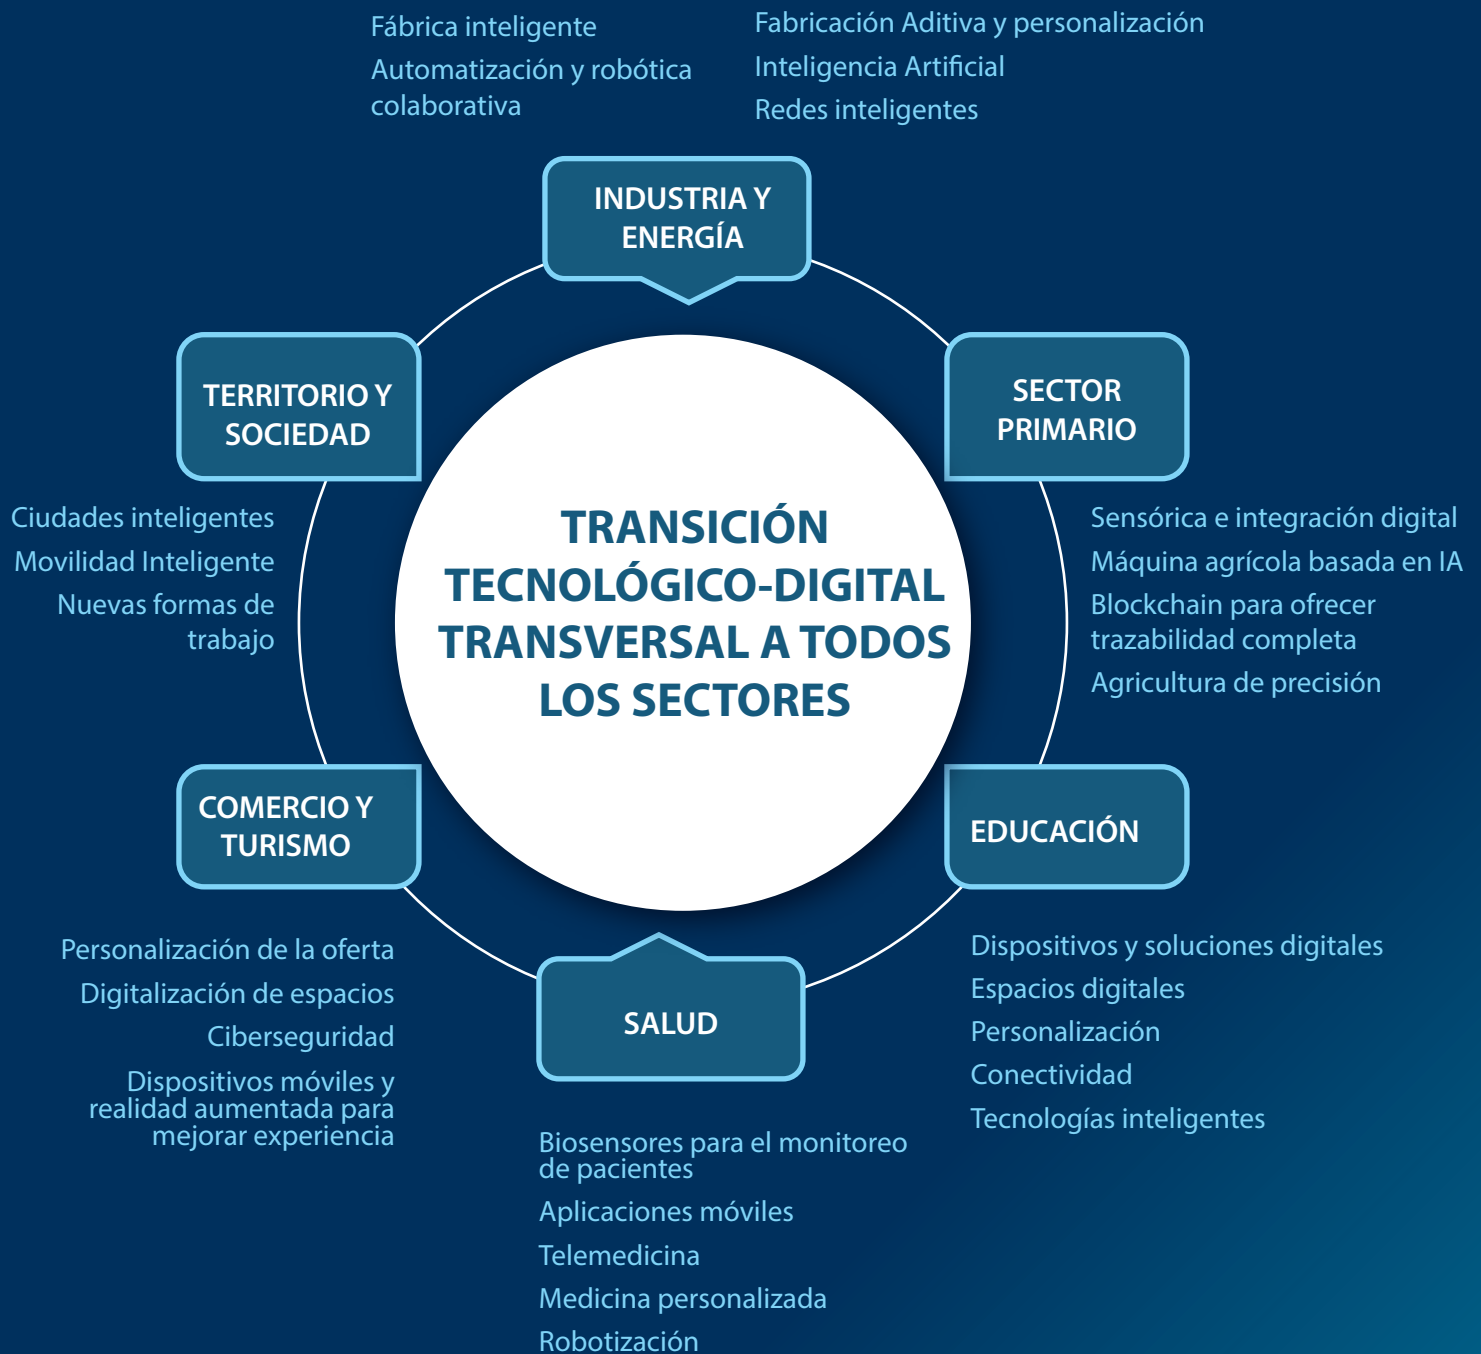 Fábrica inteligente
Automatización y robótica
colaborativa
Fabricación Aditiva y personalización
Inteligencia Artificial
Redes inteligentes
INDUSTRIA Y
ENERGÍA
TERRITORIO Y
SOCIEDAD
Ciudades inteligentes
Movilidad Inteligente
Nuevas formas de
trabajo
SECTOR
PRIMARIO
Sensórica e integración digital
Máquina agrícola basada en IA
Blockchain para ofrecer
trazabilidad completa
Agricultura de precisión
TRANSICIÓN
TECNOLÓGICO-DIGITAL
TRANSVERSAL A TODOS
LOS SECTORES
COMERCIO Y
TURISMO
Personalización de la oferta
Digitalización de espacios
Ciberseguridad
Dispositivos móviles y
realidad aumentada para
mejorar experiencia
EDUCACIÓN
Dispositivos y soluciones digitales
Espacios digitales
Personalización
Conectividad
Tecnologías inteligentes
SALUD
Biosensores para el monitoreo
de pacientes
Aplicaciones móviles
Telemedicina
Medicina personalizada
Robotización